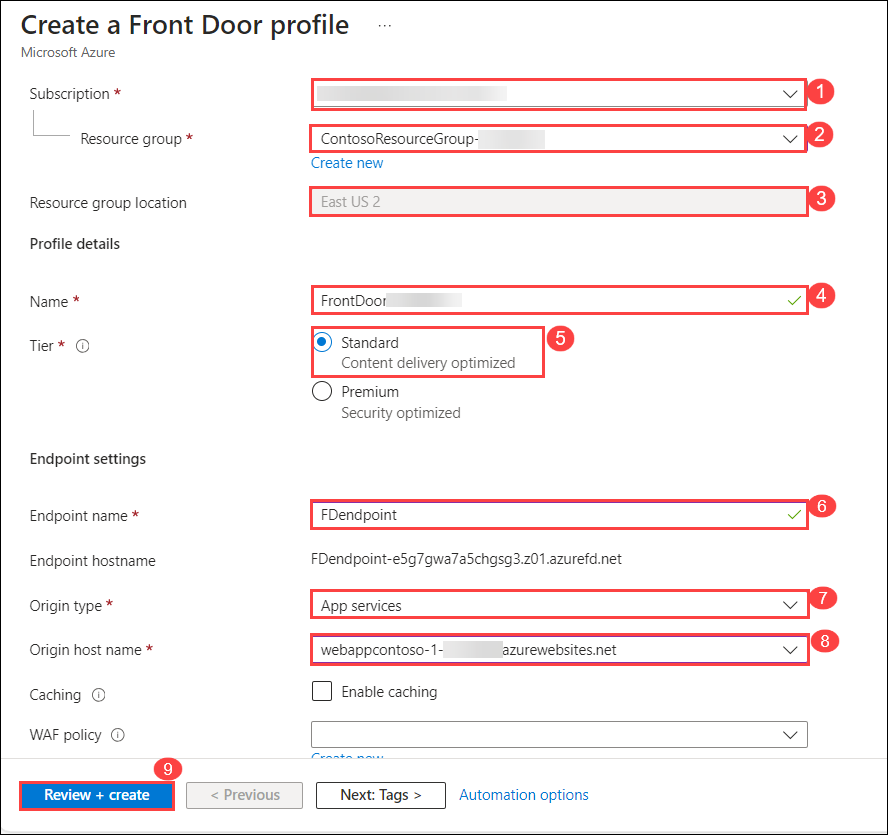 Create a Front Door profile ...
Microsoft Azure
Subscription *
1
Resource group *
ContosoResourceGroup-
2
Create new
Resource group location
East US 2
3
Profile details
Name *
FrontDoor
4
Tier *
Standard
5
Content delivery optimized
Premium
Security optimized
Endpoint settings
Endpoint name *
FDendpoint
6
Endpoint hostname
FDendpoint-e5g7gwa7a5chgsg3.z01.azurefd.net
Origin type *
App services
7
Origin host name *
webappcontoso-1- azurewebsites.net
8
Caching
Enable caching
WAF policy
Create new
9
Review + create
< Previous
Next: Tags >
Automation options